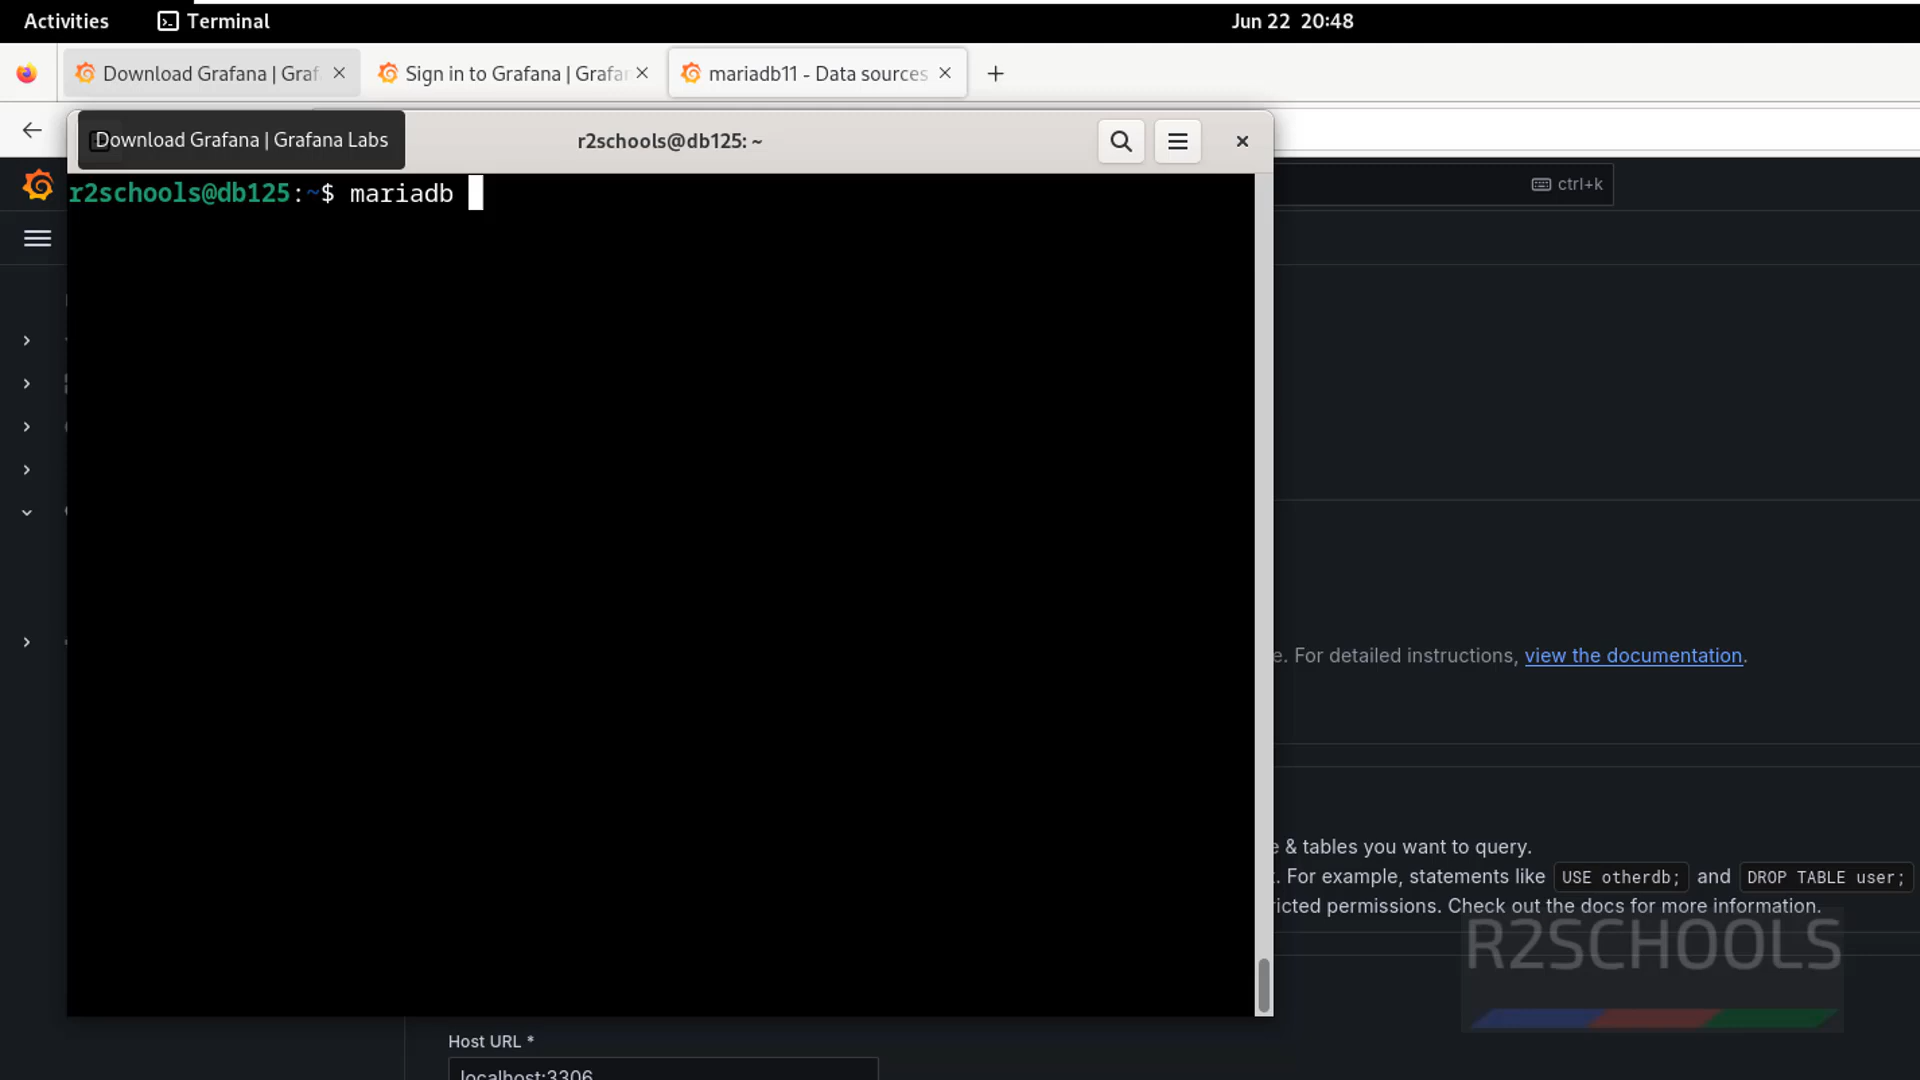 Activities Terminal Jun 22 20:48
Download Grafana | Graf Sign in to Grafana | Grafan mariadb11 - Data sources
Download Grafana | Grafana Labs r2schools@db125: ~
ctrl+k
r2schools@db125:~$ mariadb
e. For detailed instructions, view the documentation.
e & tables you want to query.
t. For example, statements like USE otherdb; and DROP TABLE user;
ricted permissions. Check out the docs for more information.
R2SCHOOLS
Host URL *
localhost:3306